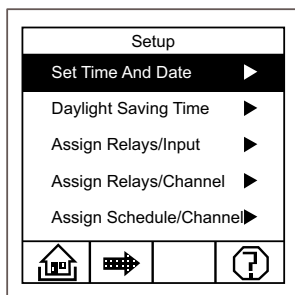 Setup
Set Time And Date
Daylight Saving Time
Assign Relays/Input
Assign Relays/Channel
Assign Schedule/Channel
?